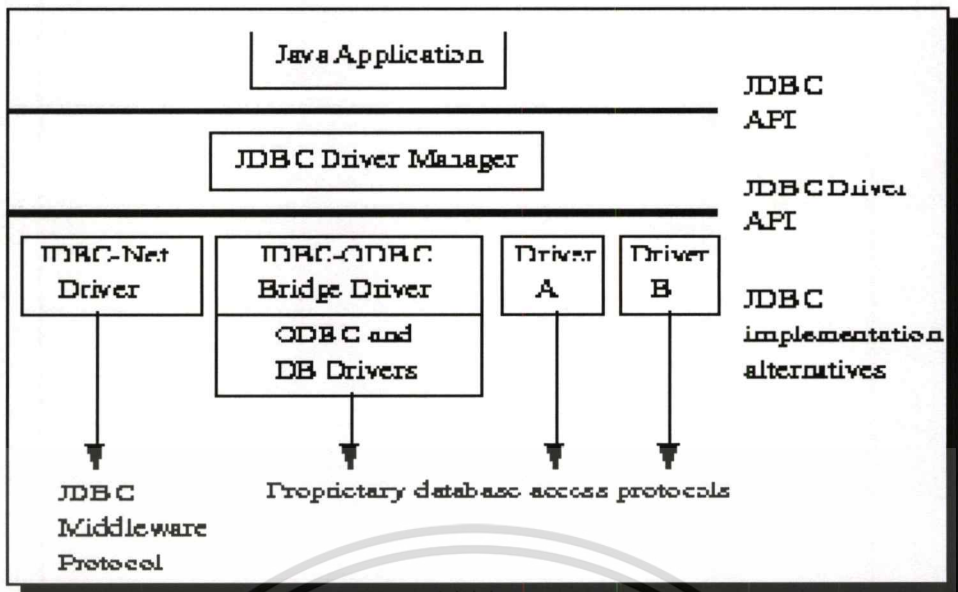 Java Application
JDBC
API
JDBC Driver Manager
JDBC Driver
API
JDBC-Net
Driver
JDBC-ODBC
Bridge Driver
ODBC and
DB Drivers
Driver
A
Driver
B
JDBC
implementation
alternatives
JDBC
Middleware
Protocol
Proprietary database access protocols